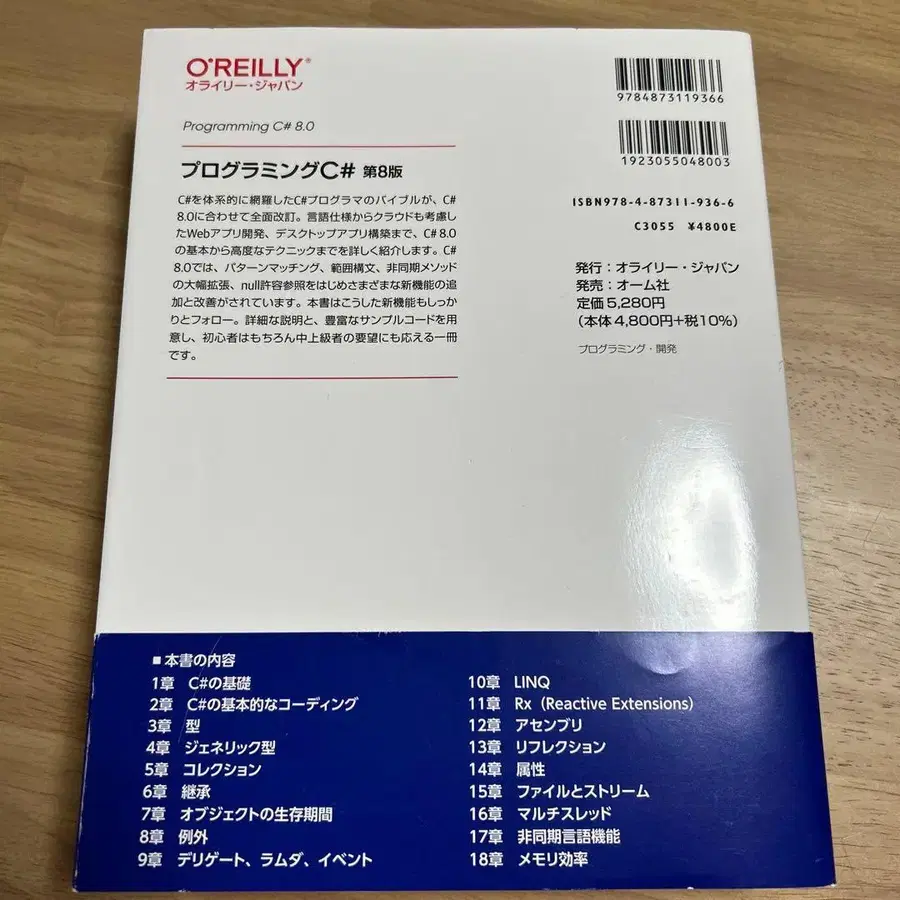 O'REILLY®
オライリー・ジャパン
Programming C# 8.0
プログラミングC# 第8版
C#を体系的に網羅したC#プログラマのバイブルが、C#
8.0に合わせて全面改訂。言語仕様からクラウドも考慮し
たWebアプリ開発、デスクトップアプリ構築まで、C# 8.0
の基本から高度なテクニックまでを詳しく紹介します。C#
8.0では、パターンマッチング、範囲構文、非同期メソッド
の大幅拡張、null許容参照をはじめさまざまな新機能の追
加と改善がされています。本書はこうした新機能もしっか
りとフォロー。詳細な説明と、豊富なサンプルコードを用
意し、初心者はもちろん中上級者の要望にも応える一冊
です。
9784873119366
1923055048003
ISBN978-4-87311-936-6
C3055 ¥4800E
発行：オライリー・ジャパン
発売：オーム社
定価5,280円
（本体4,800円+税10%）
プログラミング・開発
■本書の内容
1章 C#の基礎
2章 C#の基本的なコーディング
3章 型
4章 ジェネリック型
5章 コレクション
6章 継承
7章 オブジェクトの生存期間
8章 例外
9章 デリゲート、ラムダ、イベント
10章 LINQ
11章 Rx（Reactive Extensions）
12章 アセンブリ
13章 リフレクション
14章 属性
15章 ファイルとストリーム
16章 マルチスレッド
17章 非同期言語機能
18章 メモリ効率